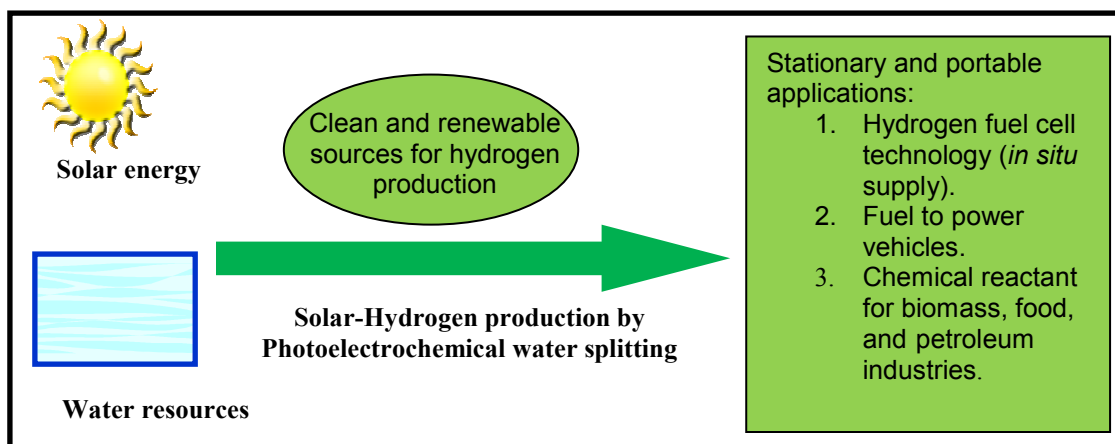 Solar energy
Water resources
Clean and renewable
sources for hydrogen
production
Solar-Hydrogen production by
Photoelectrochemical water splitting
Stationary and portable
applications:
1. Hydrogen fuel cell
technology (in situ
supply).
2. Fuel to power
vehicles.
3. Chemical reactant
for biomass, food,
and petroleum
industries.